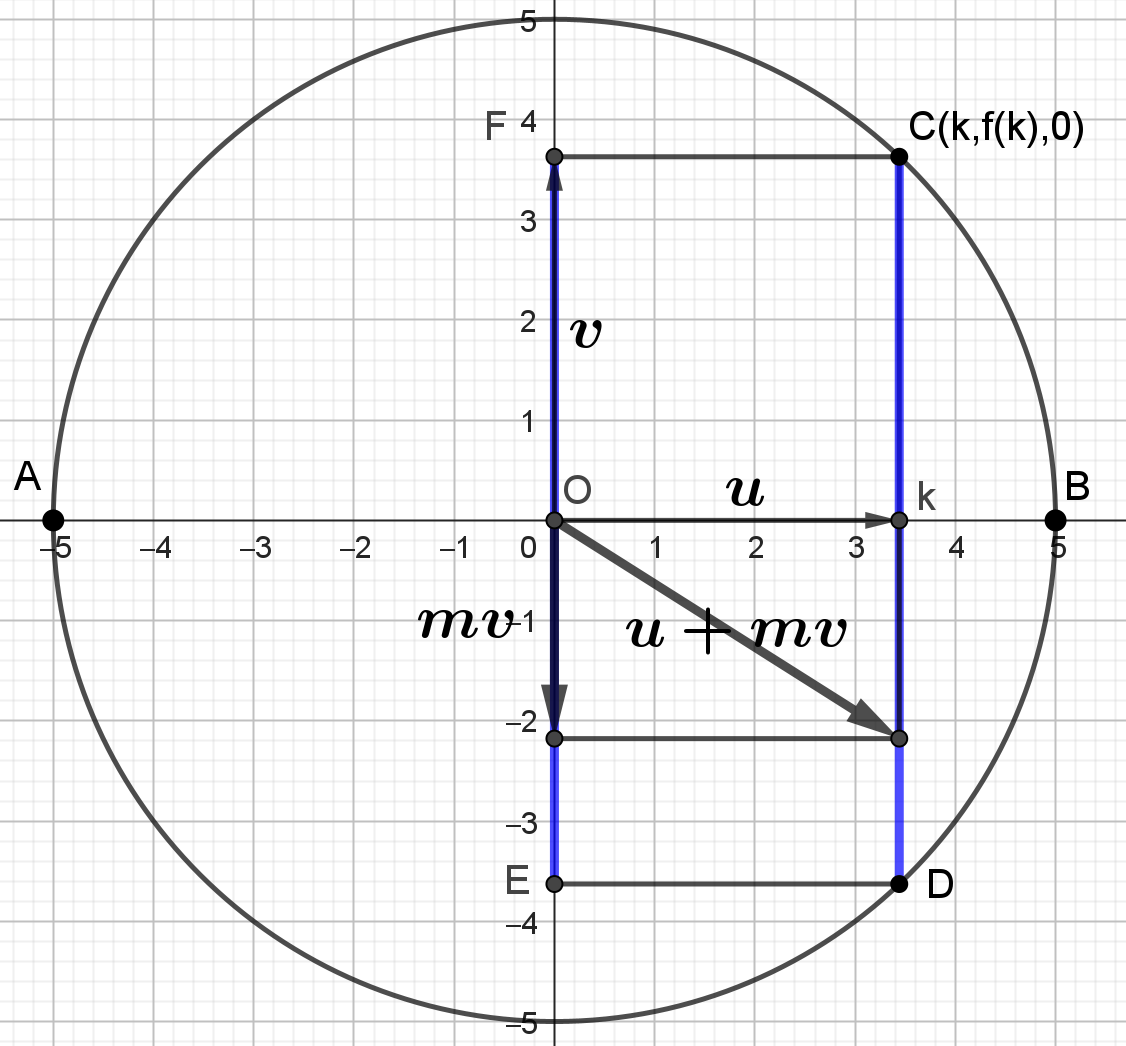 5
F 4
C(k,f(k),0)
3
2
v
1
A
O
u
k
B
–5 –4 –3 –2 –1 0 1 2 3 4 5
mv
–1
u + mv
–2
–3
E
D
–4
–5